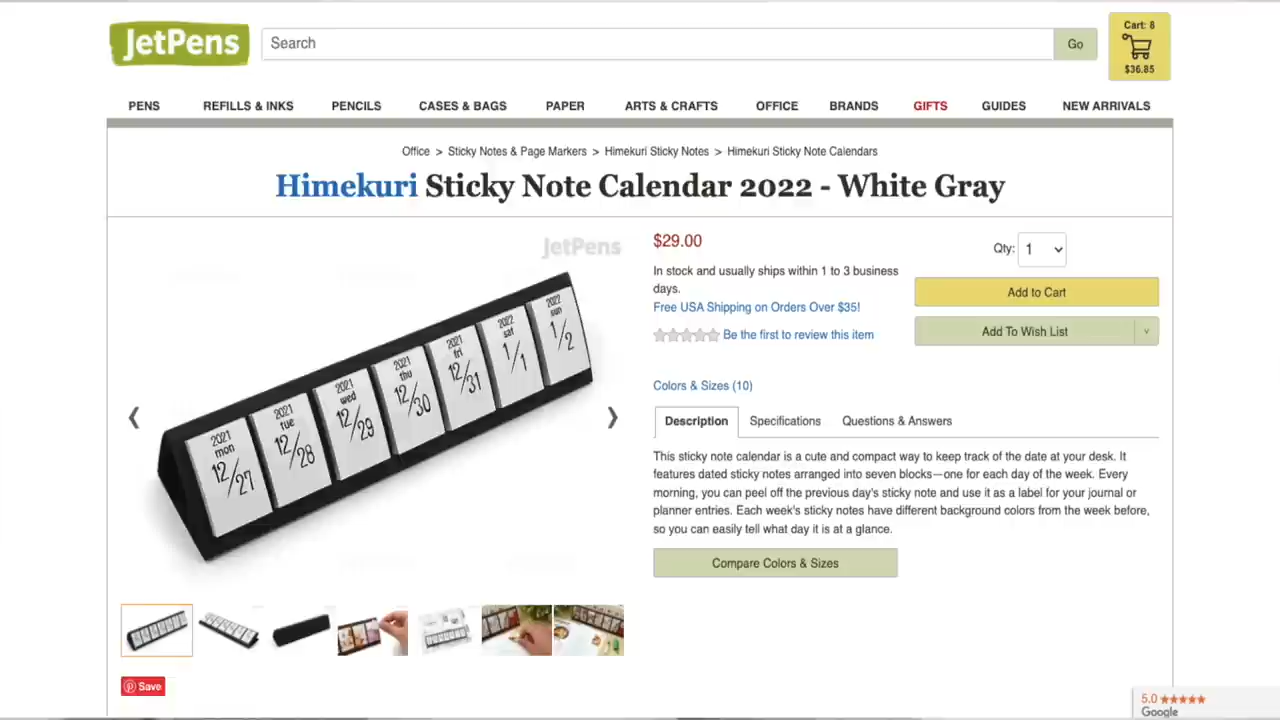 JetPens
Search
Go
Cart: 8
$36.85
PENS
REFILLS & INKS
PENCILS
CASES & BAGS
PAPER
ARTS & CRAFTS
OFFICE
BRANDS
GIFTS
GUIDES
NEW ARRIVALS
Office > Sticky Notes & Page Markers > Himekuri Sticky Notes > Himekuri Sticky Note Calendars
Himekuri Sticky Note Calendar 2022 - White Gray
JetPens
2021
mon
12/27
2021
tue
12/28
2021
wed
12/29
2021
thu
12/30
2021
fri
12/31
2022
sat
1/1
2022
sun
1/2
$29.00
In stock and usually ships within 1 to 3 business
days.
Free USA Shipping on Orders Over $35!
Be the first to review this item
Qty: 1
Add to Cart
Add To Wish List
Colors & Sizes (10)
Description
Specifications
Questions & Answers
This sticky note calendar is a cute and compact way to keep track of the date at your desk. It
features dated sticky notes arranged into seven blocks—one for each day of the week. Every
morning, you can peel off the previous day's sticky note and use it as a label for your journal or
planner entries. Each week's sticky notes have different background colors from the week before,
so you can easily tell what day it is at a glance.
Compare Colors & Sizes
Save
5.0
Google